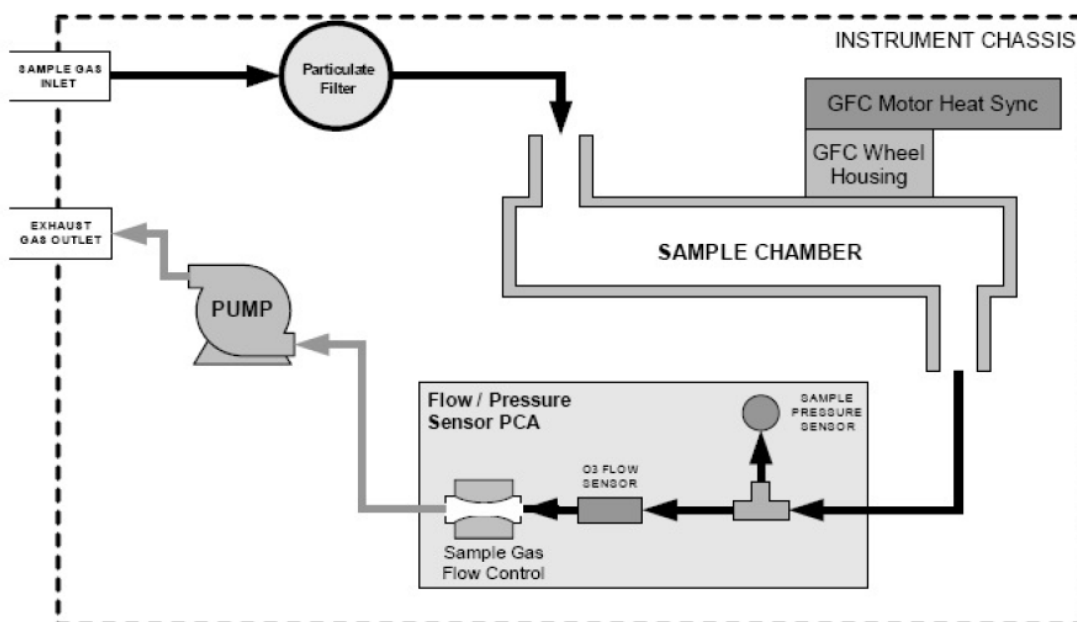 INSTRUMENT CHASSIS
SAMPLE GAS
INLET
Particulate
Filter
GFC Motor Heat Sync
GFC Wheel
Housing
EXHAUST
GAS OUTLET
SAMPLE CHAMBER
PUMP
Flow / Pressure
Sensor PCA
SAMPLE
PRESSURE
SENSOR
O3 FLOW
SENSOR
Sample Gas
Flow Control